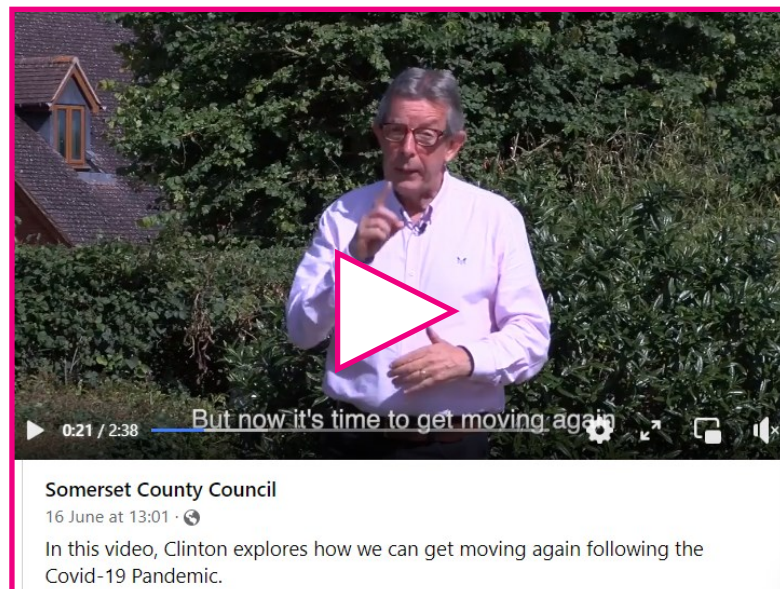 But now it's time to get moving again
0:21 / 2:38
Somerset County Council
16 June at 13:01 ·
In this video, Clinton explores how we can get moving again following the
Covid-19 Pandemic.